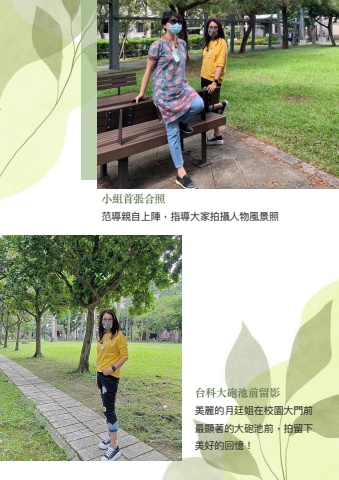 小組首張合照
范導親自上陣，指導大家拍攝人物風景照
台科大砲池前留影
美麗的月廷姐在校園大門前
最顯著的大砲池前，拍留下
美好的回憶！